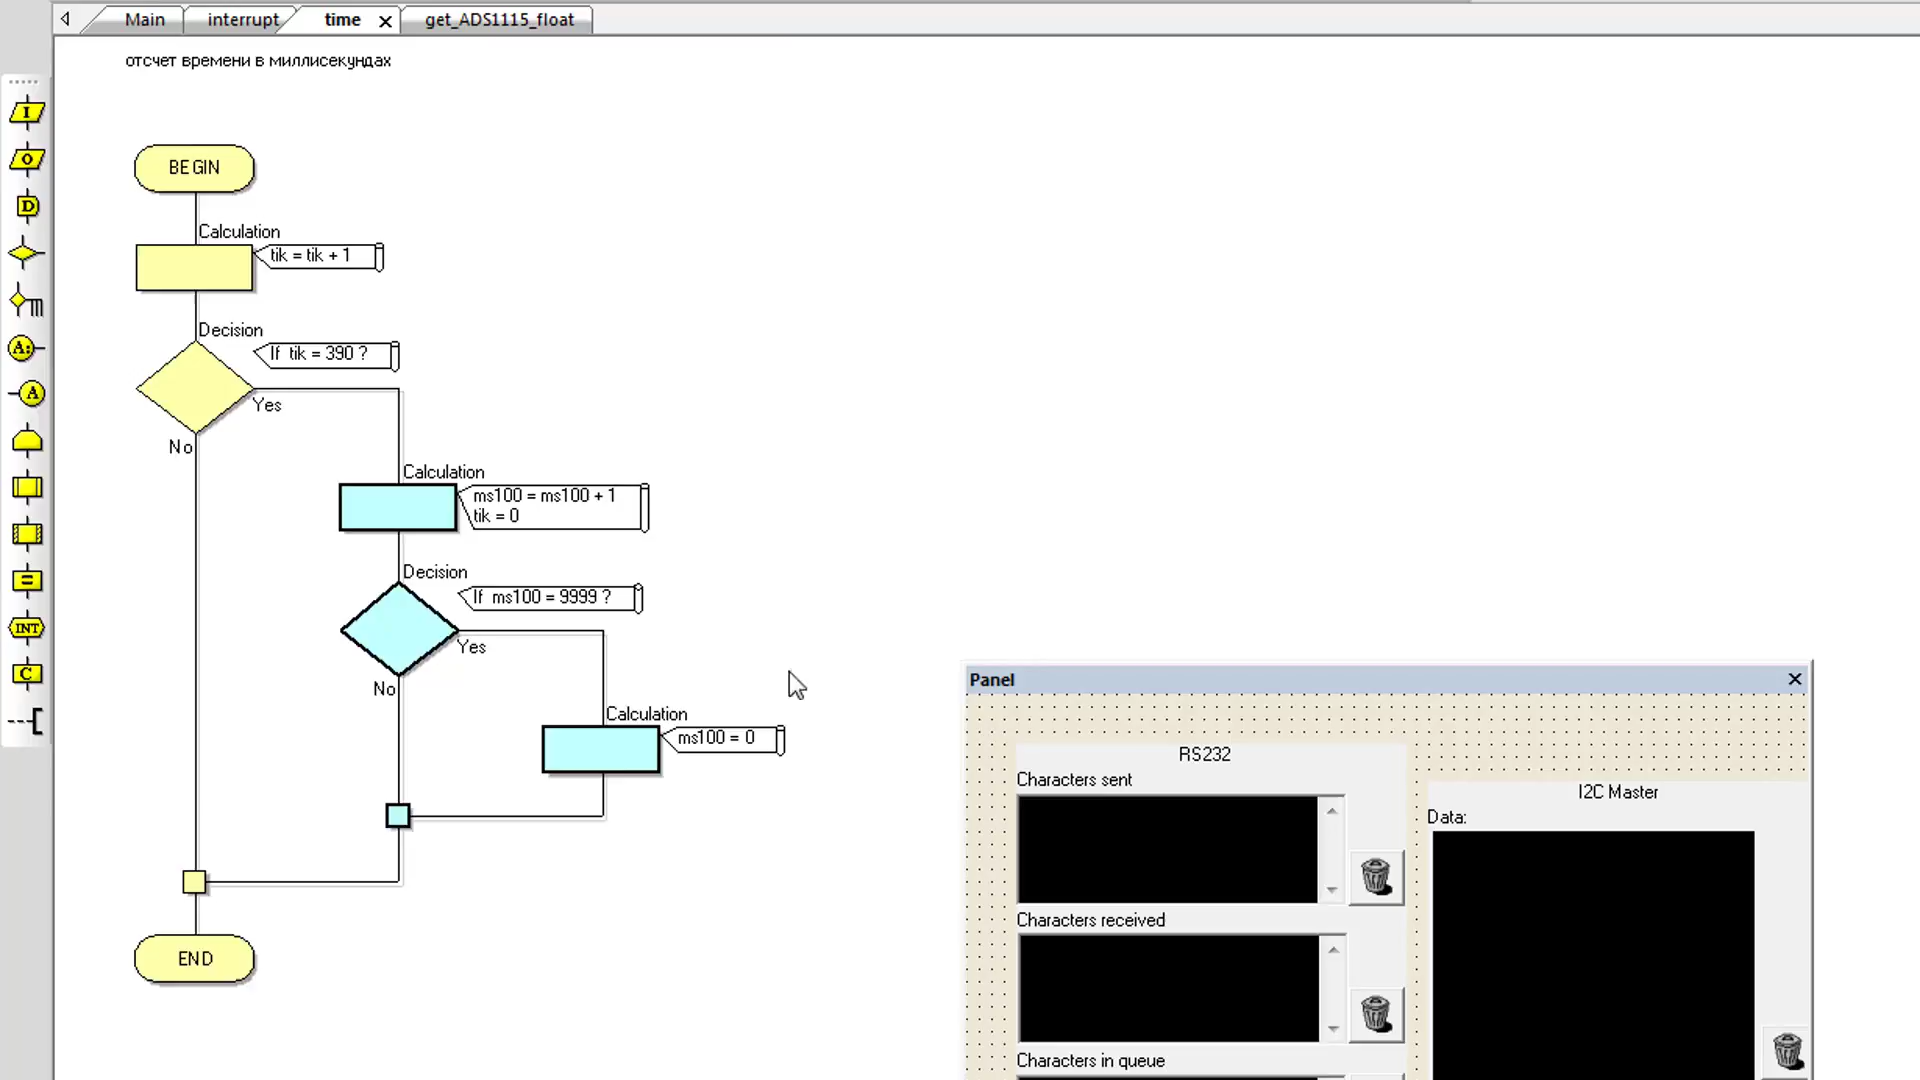 Main
interrupt
time
get_ADS1115_float
отсчет времени в миллисекундах
I
O
D
A:
A
=
INT
C
BEGIN
Calculation
tik = tik + 1
Decision
If tik = 390 ?
Yes
No
Calculation
ms100 = ms100 + 1
tik = 0
Decision
If ms100 = 9999 ?
Yes
No
Calculation
ms100 = 0
END
Panel
RS232
Characters sent
Characters received
Characters in queue
I2C Master
Data: